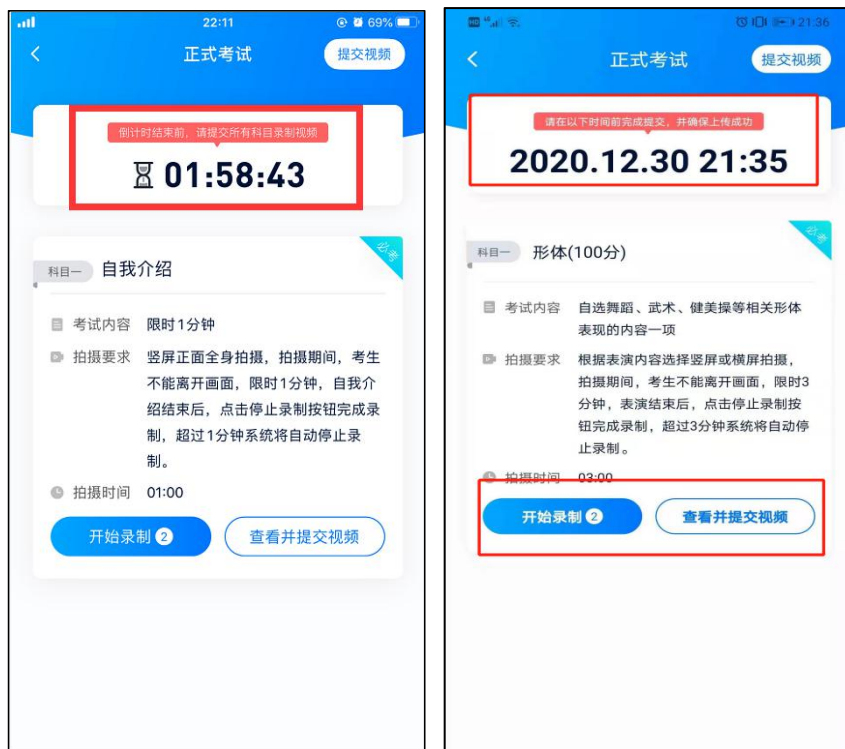 22:11
69%
正式考试
提交视频
倒计时结束前，请提交所有科目录制视频
01:58:43
必考
科目一 自我介绍
考试内容 限时1分钟
拍摄要求 竖屏正面全身拍摄，拍摄期间，考生
不能离开画面，限时1分钟，自我介
绍结束后，点击停止录制按钮完成录
制，超过1分钟系统将自动停止录
制。
拍摄时间 01:00
开始录制 2
查看并提交视频
HD 4G 21:36
正式考试
提交视频
请在以下时间前完成提交，并确保上传成功
2020.12.30 21:35
必考
科目一 形体(100分)
考试内容 自选舞蹈、武术、健美操等相关形体
表现的内容一项
拍摄要求 根据表演内容选择竖屏或横屏拍摄，
拍摄期间，考生不能离开画面，限时3
分钟，表演结束后，点击停止录制按
钮完成录制，超过3分钟系统将自动停
止录制。
拍摄时间 03:00
开始录制 2
查看并提交视频